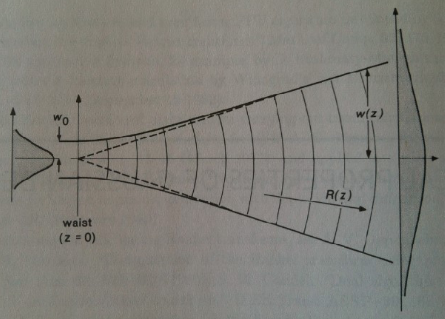 w₀
w(z)
R(z)
waist
(z = 0)